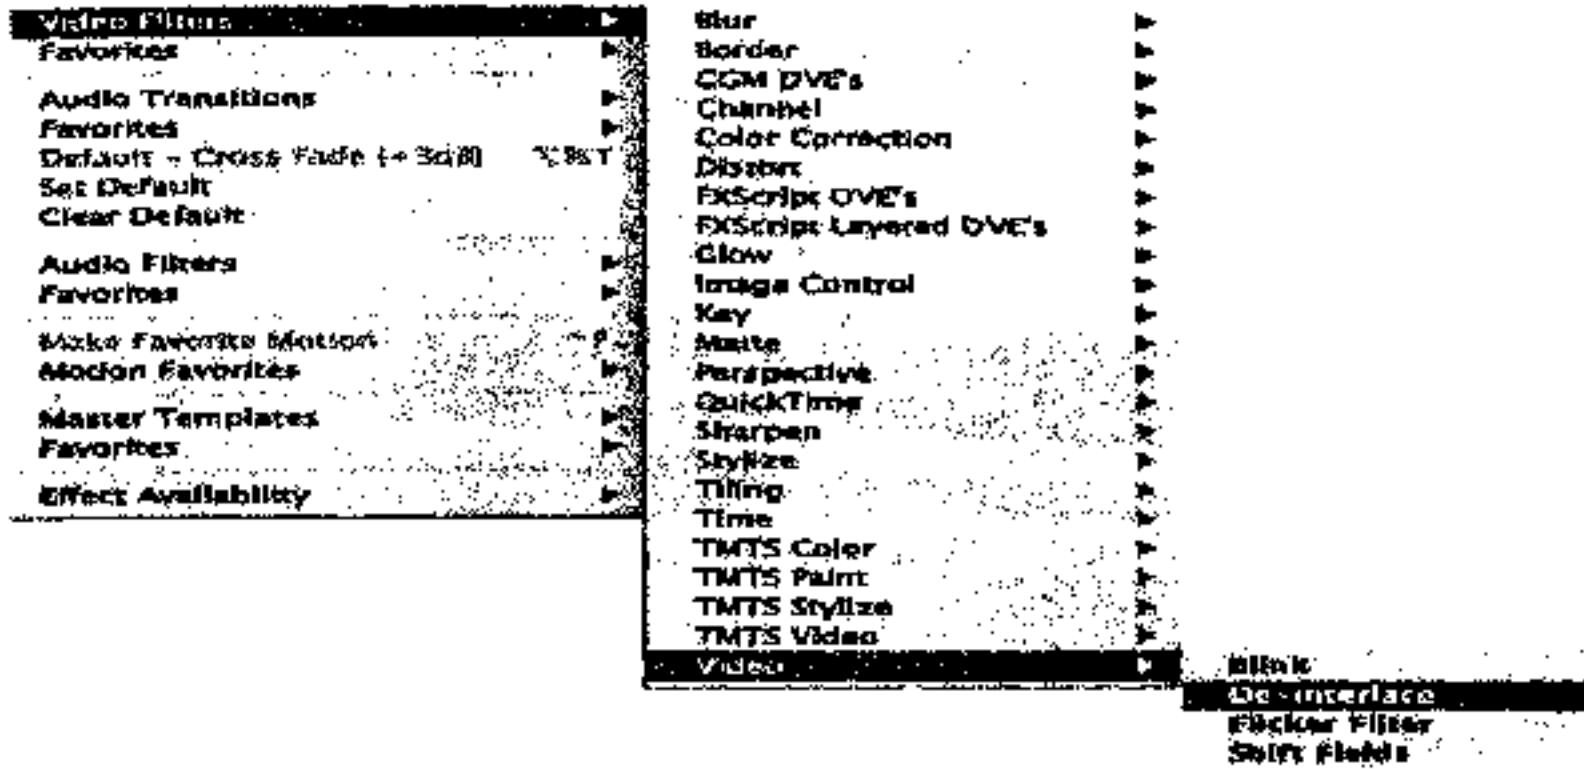 Video Filters
Favorites
Audio Transitions
Favorites
Default - Cross Fade (+3dB)
Set Default
Clear Default
Audio Filters
Favorites
Make Favorite Motion
Motion Favorites
Master Templates
Favorites
Effect Availability
Blur
Border
CGM DVE's
Channel
Color Correction
Distort
FXScript DVE's
FXScript Layered DVE's
Glow
Image Control
Key
Matte
Perspective
QuickTime
Sharpen
Stylize
Tiling
Time
TMTS Color
TMTS Paint
TMTS Stylize
TMTS Video
Video
Blink
De-interlace
Flicker Filter
Shift Fields